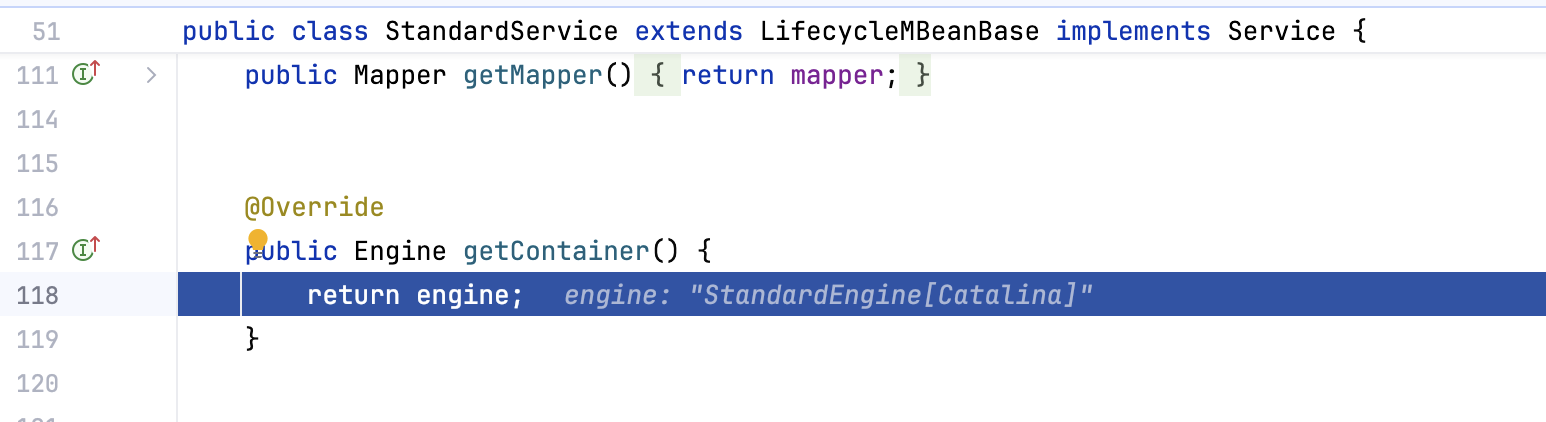 51 public class StandardService extends LifecycleMBeanBase implements Service {
111 public Mapper getMapper() { return mapper; }
114
115
116 @Override
117 public Engine getContainer() {
118 return engine; engine: "StandardEngine[Catalina]"
119 }
120